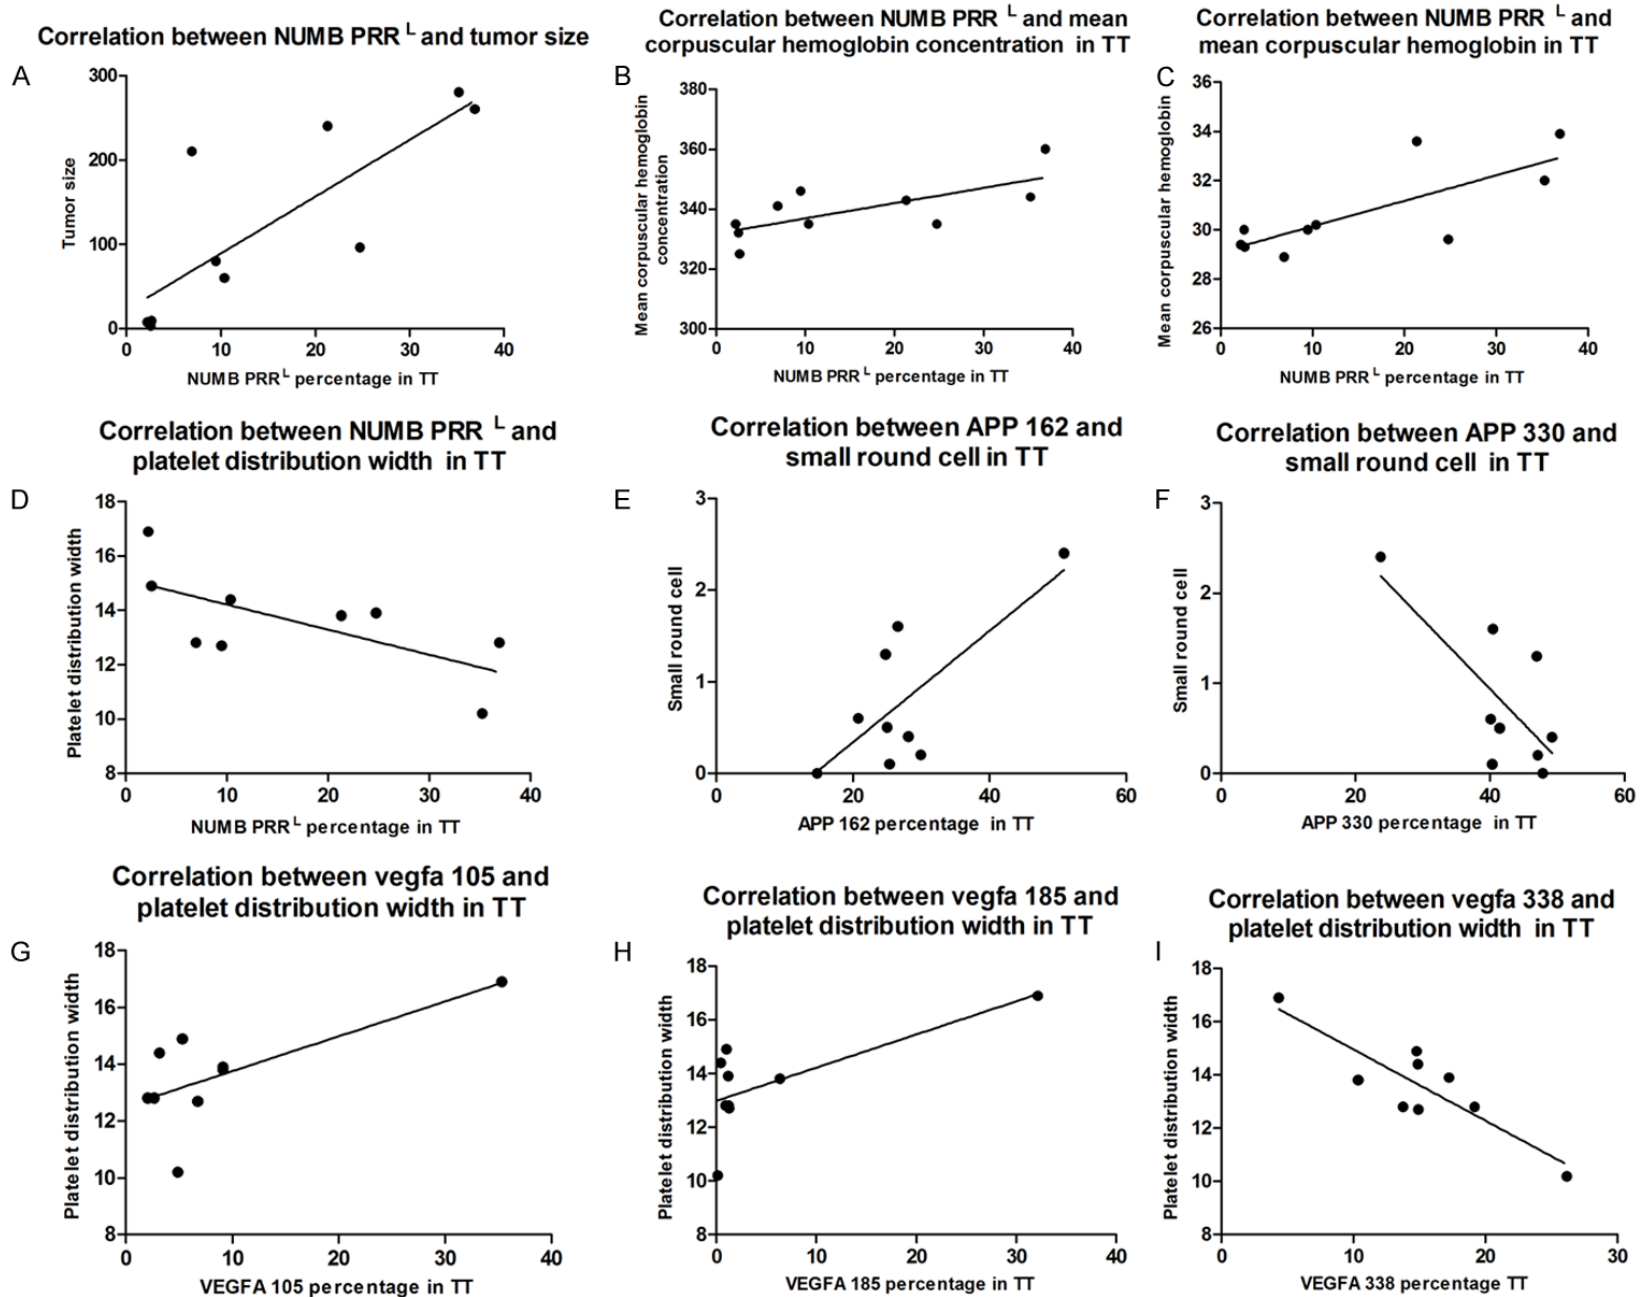 Correlation between NUMB PRR L and tumor size
A
300
200
100
0
0 10 20 30 40
Tumor size
NUMB PRR L percentage in TT
Correlation between NUMB PRR L and mean
corpuscular hemoglobin concentration in TT
B
380
360
340
320
300
0 10 20 30 40
Mean corpuscular hemoglobin
concentration
NUMB PRR L percentage in TT
Correlation between NUMB PRR L and
mean corpuscular hemoglobin in TT
C
36
34
32
30
28
26
0 10 20 30 40
Mean corpuscular hemoglobin
NUMB PRR L percentage in TT
Correlation between NUMB PRR L and
platelet distribution width in TT
D
18
16
14
12
10
8
0 10 20 30 40
Platelet distribution width
NUMB PRR L percentage in TT
Correlation between APP 162 and
small round cell in TT
E
3
2
1
0
0 20 40 60
Small round cell
APP 162 percentage in TT
Correlation between APP 330 and
small round cell in TT
F
3
2
1
0
0 20 40 60
Small round cell
APP 330 percentage in TT
Correlation between vegfa 105 and
platelet distribution width in TT
G
18
16
14
12
10
8
0 10 20 30 40
Platelet distribution width
VEGFA 105 percentage in TT
Correlation between vegfa 185 and
platelet distribution width in TT
H
18
16
14
12
10
8
0 10 20 30 40
Platelet distribution width
VEGFA 185 percentage in TT
Correlation between vegfa 338 and
platelet distribution width in TT
I
18
16
14
12
10
8
0 10 20 30
Platelet distribution width
VEGFA 338 percentage TT